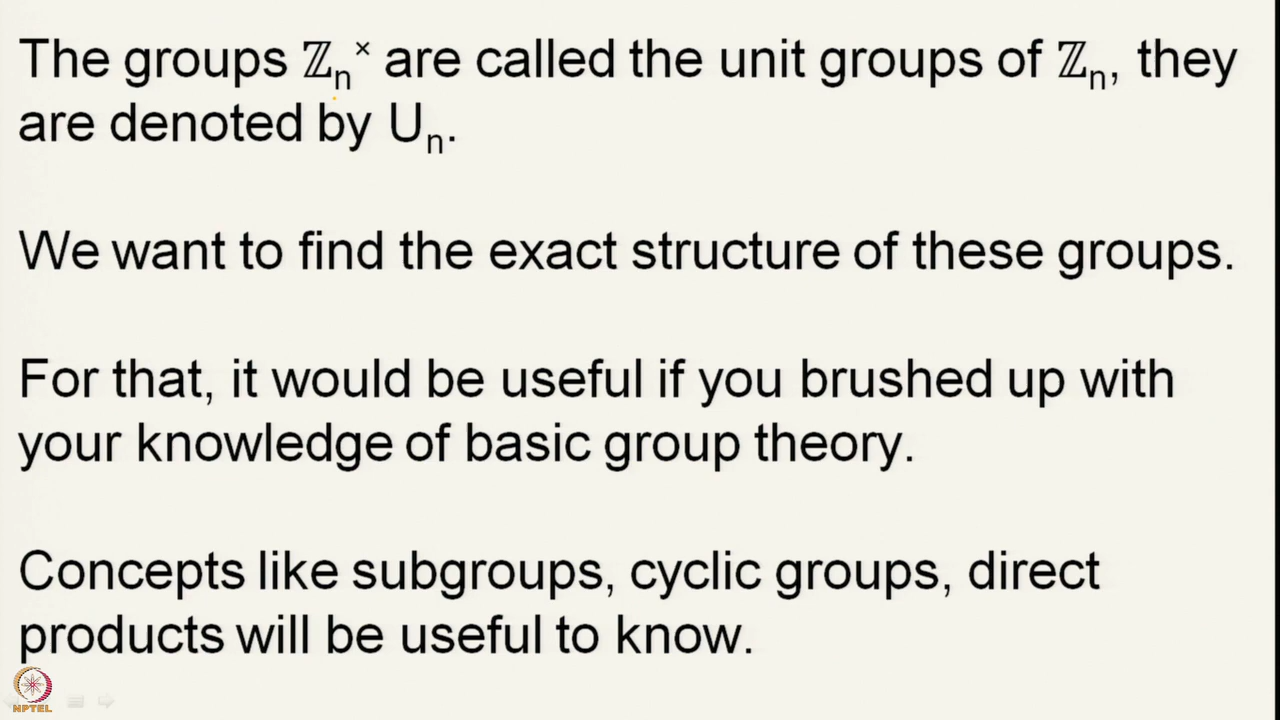 The groups ℤₙˣ are called the unit groups of ℤₙ, they
are denoted by Uₙ.
We want to find the exact structure of these groups.
For that, it would be useful if you brushed up with
your knowledge of basic group theory.
Concepts like subgroups, cyclic groups, direct
products will be useful to know.
NPTEL